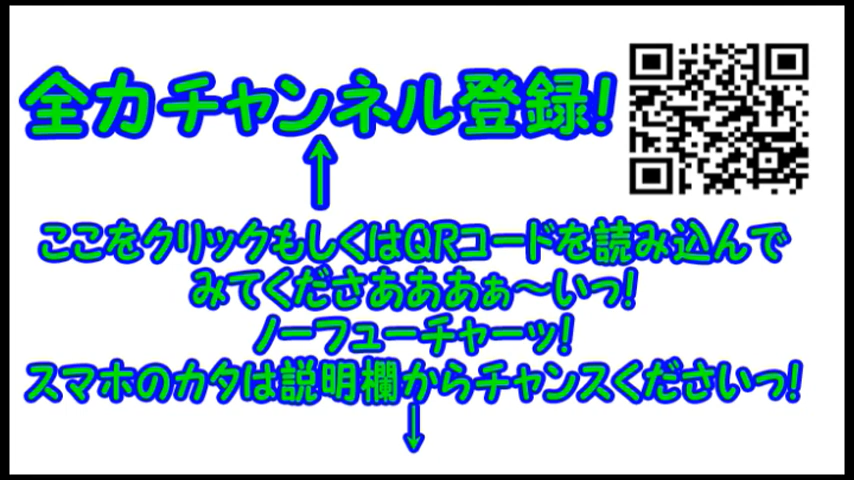 全力チャンネル登録!
↑
ここをクリックもしくはQRコードを読み込んで
みてくださあああぁ～いっ!
ノーフューチャーッ!
スマホのカタは説明欄からチャンスくださいっ!
↓